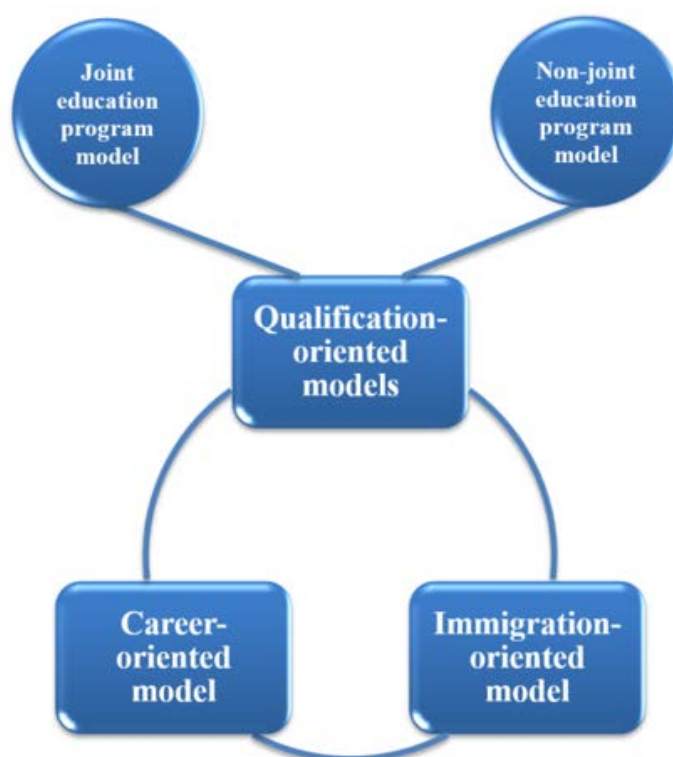 Joint
education
program
model
Non-joint
education
program
model
Qualification-
oriented
models
Career-
oriented
model
Immigration-
oriented
model